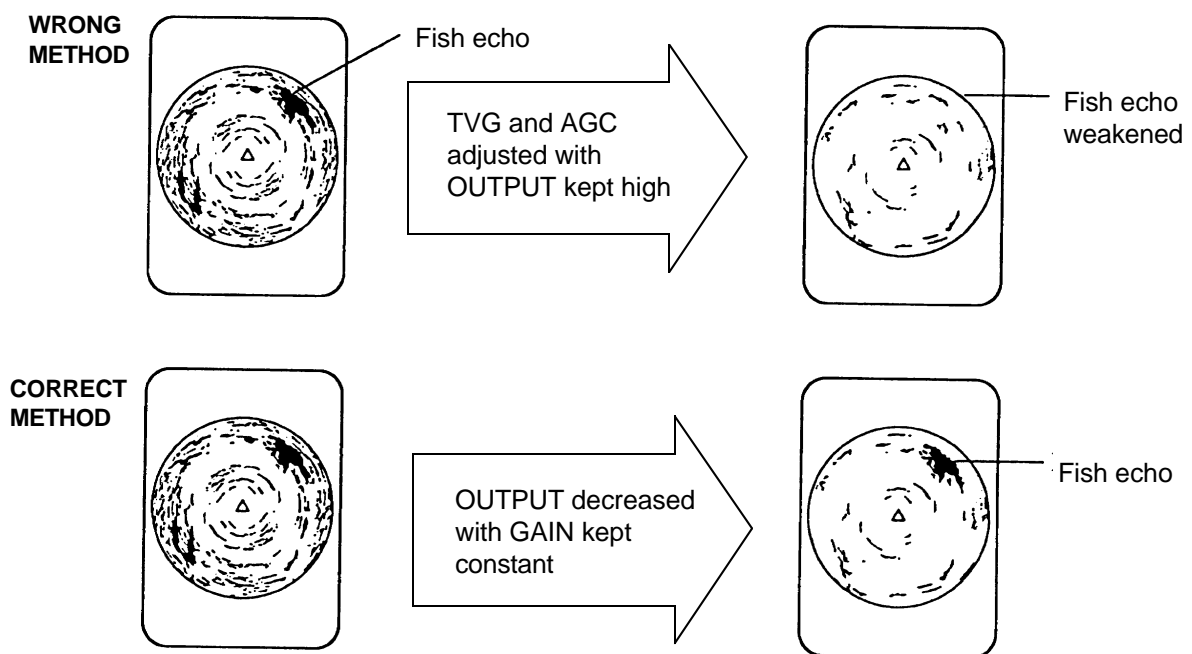 WRONG
METHOD
Fish echo
TVG and AGC
adjusted with
OUTPUT kept high
Fish echo
weakened
CORRECT
METHOD
OUTPUT decreased
with GAIN kept
constant
Fish echo